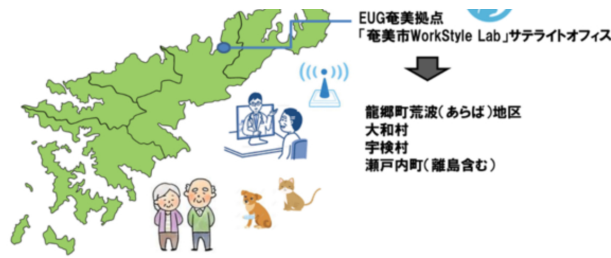 EUG奄美拠点
「奄美市WorkStyle Lab」サテライトオフィス
龍郷町荒波（あらば）地区
大和村
宇検村
瀬戸内町（離島含む）